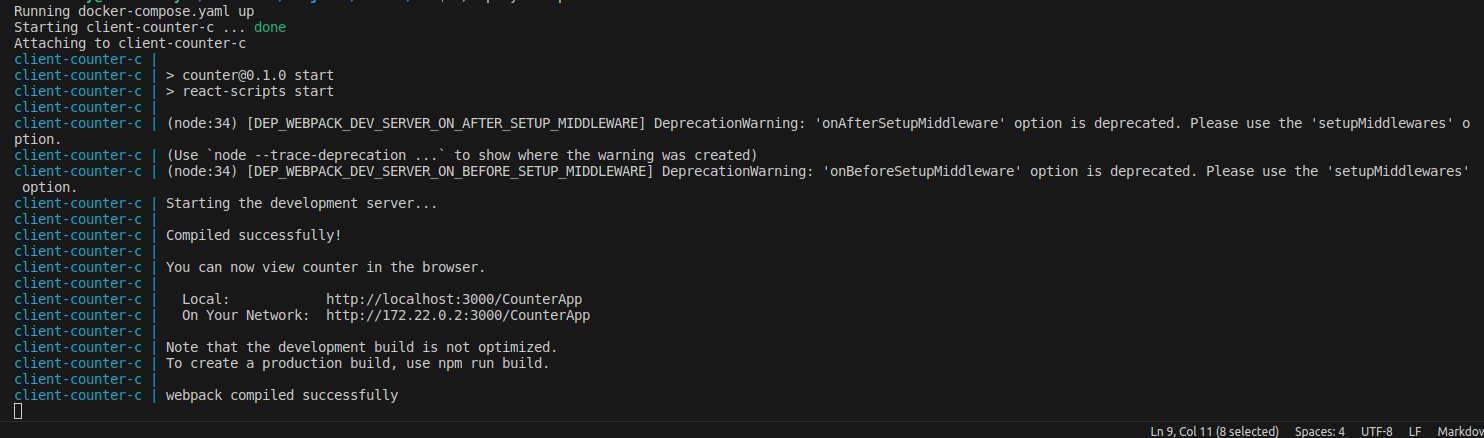 Running docker-compose.yaml up
Starting client-counter-c ... done
Attaching to client-counter-c
client-counter-c |
client-counter-c | > counter@0.1.0 start
client-counter-c | > react-scripts start
client-counter-c |
client-counter-c | (node:34) [DEP_WEBPACK_DEV_SERVER_ON_AFTER_SETUP_MIDDLEWARE] DeprecationWarning: 'onAfterSetupMiddleware' option is deprecated. Please use the 'setupMiddlewares' o
ption.
client-counter-c | (Use `node --trace-deprecation ...` to show where the warning was created)
client-counter-c | (node:34) [DEP_WEBPACK_DEV_SERVER_ON_BEFORE_SETUP_MIDDLEWARE] DeprecationWarning: 'onBeforeSetupMiddleware' option is deprecated. Please use the 'setupMiddlewares'
option.
client-counter-c | Starting the development server...
client-counter-c |
client-counter-c | Compiled successfully!
client-counter-c |
client-counter-c | You can now view counter in the browser.
client-counter-c |
client-counter-c |   Local:            http://localhost:3000/CounterApp
client-counter-c |   On Your Network:  http://172.22.0.2:3000/CounterApp
client-counter-c |
client-counter-c | Note that the development build is not optimized.
client-counter-c | To create a production build, use npm run build.
client-counter-c |
client-counter-c | webpack compiled successfully
Ln 9, Col 11 (8 selected) Spaces: 4 UTF-8 LF Markdow